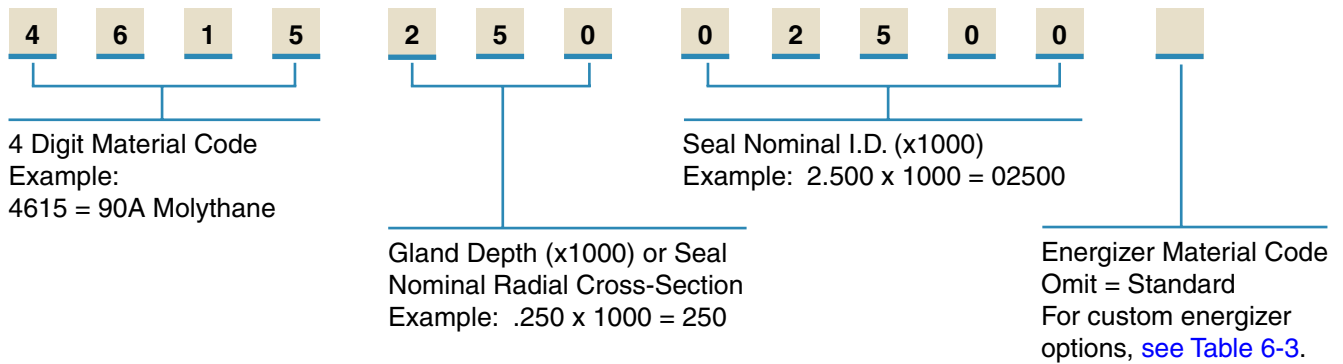 4 6 1 5 2 5 0 0 2 5 0 0
4 Digit Material Code
Example:
4615 = 90A Molythane
Gland Depth (x1000) or Seal
Nominal Radial Cross-Section
Example: .250 x 1000 = 250
Seal Nominal I.D. (x1000)
Example: 2.500 x 1000 = 02500
Energizer Material Code
Omit = Standard
For custom energizer
options, see Table 6-3.